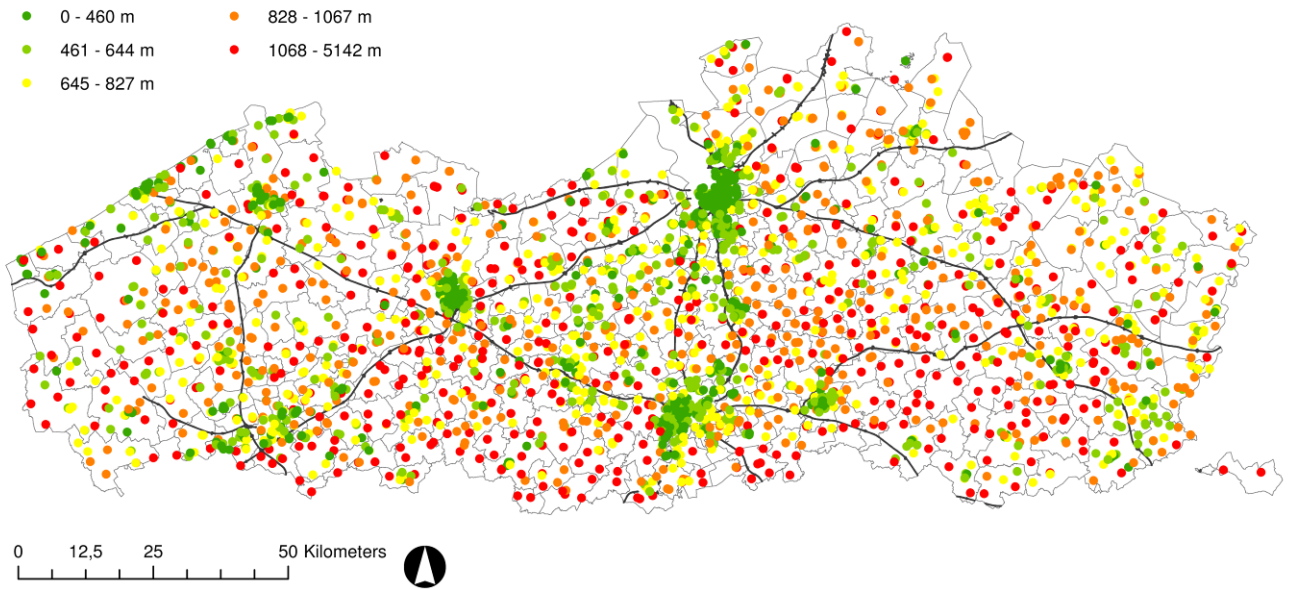 0 - 460 m
461 - 644 m
645 - 827 m
828 - 1067 m
1068 - 5142 m
0 12,5 25 50 Kilometers